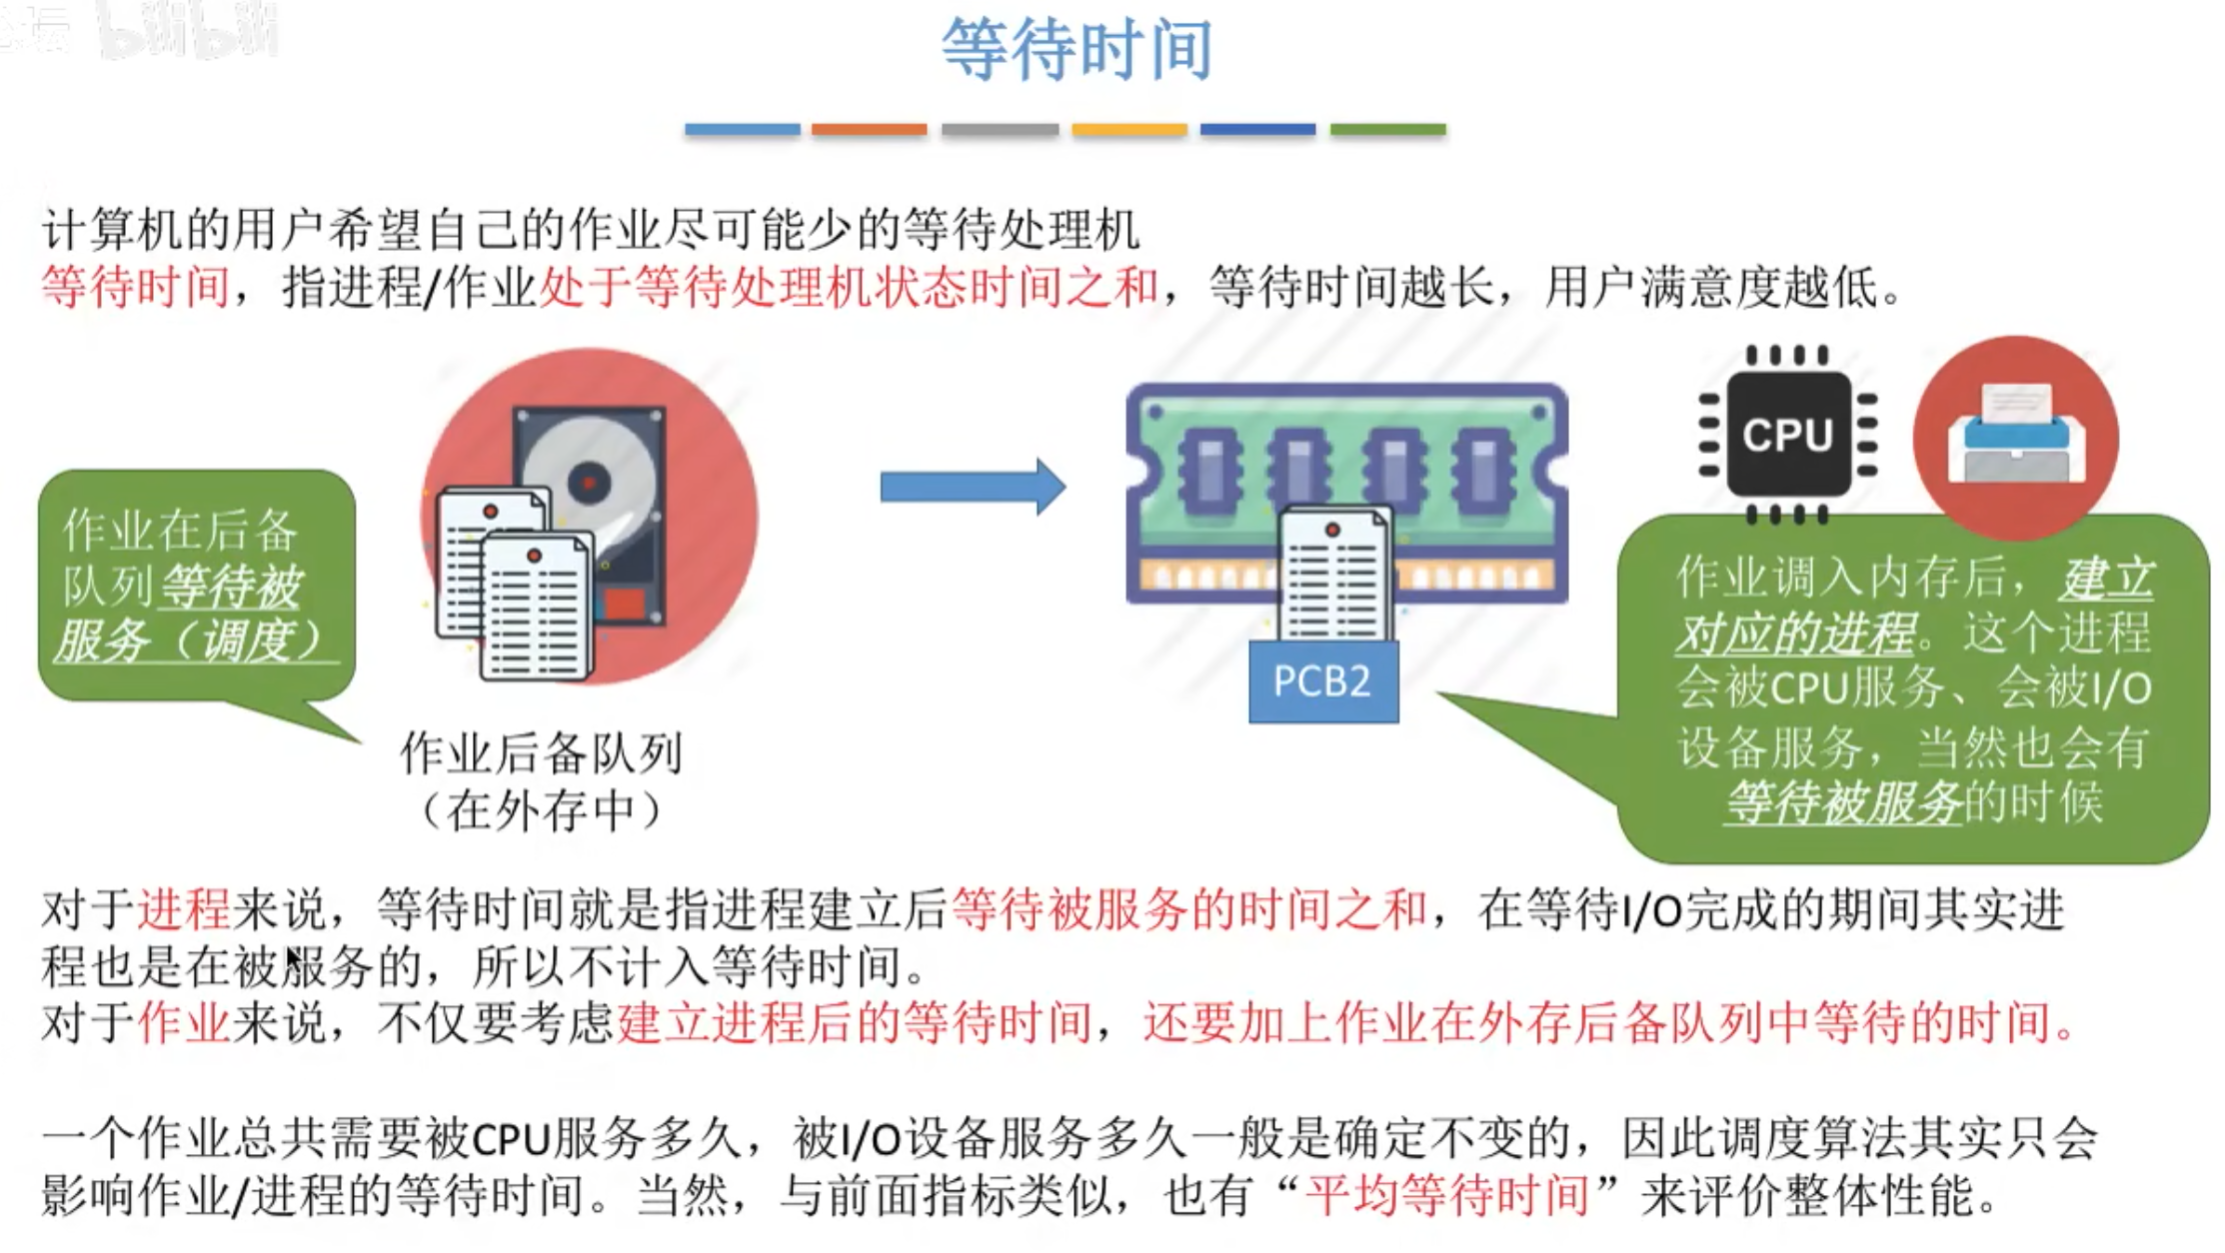 坛 bilibili
等待时间
计算机的用户希望自己的作业尽可能少的等待处理机
等待时间，指进程/作业处于等待处理机状态时间之和，等待时间越长，用户满意度越低。
CPU
作业在后备
队列等待被
服务（调度）
PCB2
作业调入内存后，建立
对应的进程。这个进程
会被CPU服务、会被I/O
设备服务，当然也会有
等待被服务的时候
作业后备队列
（在外存中）
对于进程来说，等待时间就是指进程建立后等待被服务的时间之和，在等待I/O完成的期间其实进
程也是在被服务的，所以不计入等待时间。
对于作业来说，不仅要考虑建立进程后的等待时间，还要加上作业在外存后备队列中等待的时间。
一个作业总共需要被CPU服务多久，被I/O设备服务多久一般是确定不变的，因此调度算法其实只会
影响作业/进程的等待时间。当然，与前面指标类似，也有“平均等待时间”来评价整体性能。